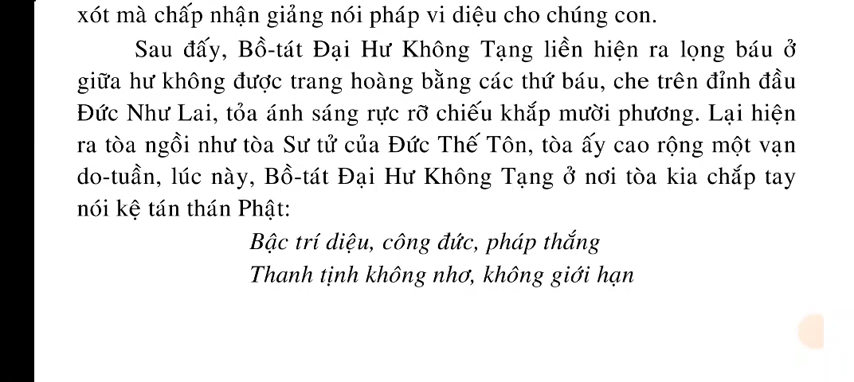 xót mà chấp nhận giảng nói pháp vi diệu cho chúng con.
Sau đấy, Bồ-tát Đại Hư Không Tạng liền hiện ra lọng báu ở
giữa hư không được trang hoàng bằng các thứ báu, che trên đỉnh đầu
Đức Như Lai, tỏa ánh sáng rực rỡ chiếu khắp mười phương. Lại hiện
ra tòa ngồi như tòa Sư tử của Đức Thế Tôn, tòa ấy cao rộng một vạn
do-tuần, lúc này, Bồ-tát Đại Hư Không Tạng ở nơi tòa kia chắp tay
nói kệ tán thán Phật:
Bậc trí diệu, công đức, pháp thắng
Thanh tịnh không nhơ, không giới hạn